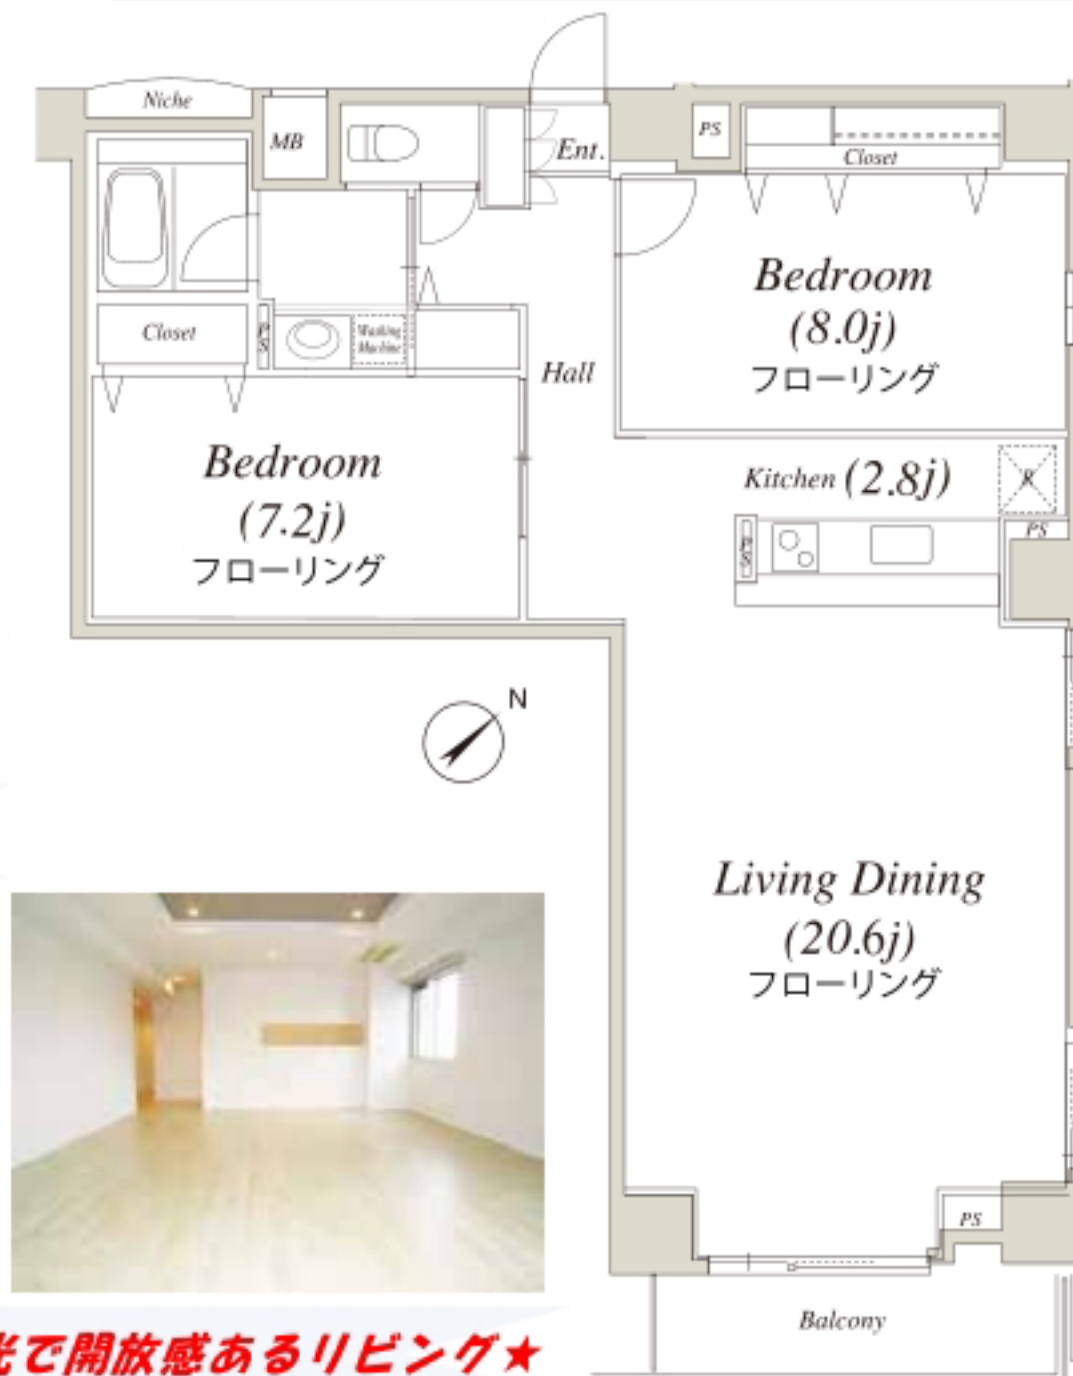 Niche
MB
Ent.
PS
Closet
Bedroom
(8.0j)
フローリング
Closet
PS
Washing
Machine
Hall
Bedroom
(7.2j)
フローリング
Kitchen (2.8j)
R
PS
PS
N
Living Dining
(20.6j)
フローリング
PS
Balcony
光で開放感あるリビング★